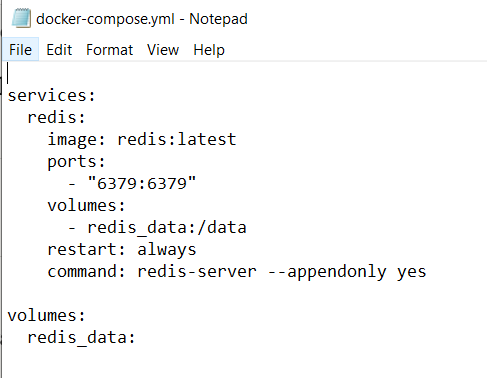 docker-compose.yml - Notepad
File Edit Format View Help
services:
  redis:
    image: redis:latest
    ports:
      - "6379:6379"
    volumes:
      - redis_data:/data
    restart: always
    command: redis-server --appendonly yes

volumes:
  redis_data: